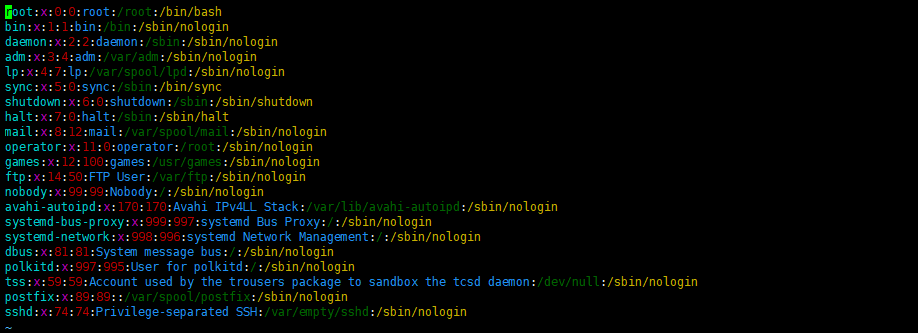 root:x:0:0:root:/root:/bin/bash
bin:x:1:1:bin:/bin:/sbin/nologin
daemon:x:2:2:daemon:/sbin:/sbin/nologin
adm:x:3:4:adm:/var/adm:/sbin/nologin
lp:x:4:7:lp:/var/spool/lpd:/sbin/nologin
sync:x:5:0:sync:/sbin:/bin/sync
shutdown:x:6:0:shutdown:/sbin:/sbin/shutdown
halt:x:7:0:halt:/sbin:/sbin/halt
mail:x:8:12:mail:/var/spool/mail:/sbin/nologin
operator:x:11:0:operator:/root:/sbin/nologin
games:x:12:100:games:/usr/games:/sbin/nologin
ftp:x:14:50:FTP User:/var/ftp:/sbin/nologin
nobody:x:99:99:Nobody:/:/sbin/nologin
avahi-autoipd:x:170:170:Avahi IPv4LL Stack:/var/lib/avahi-autoipd:/sbin/nologin
systemd-bus-proxy:x:999:997:systemd Bus Proxy:/:/sbin/nologin
systemd-network:x:998:996:systemd Network Management:/:/sbin/nologin
dbus:x:81:81:System message bus:/:/sbin/nologin
polkitd:x:997:995:User for polkitd:/:/sbin/nologin
tss:x:59:59:Account used by the trousers package to sandbox the tcsd daemon:/dev/null:/sbin/nologin
postfix:x:89:89::/var/spool/postfix:/sbin/nologin
sshd:x:74:74:Privilege-separated SSH:/var/empty/sshd:/sbin/nologin
~